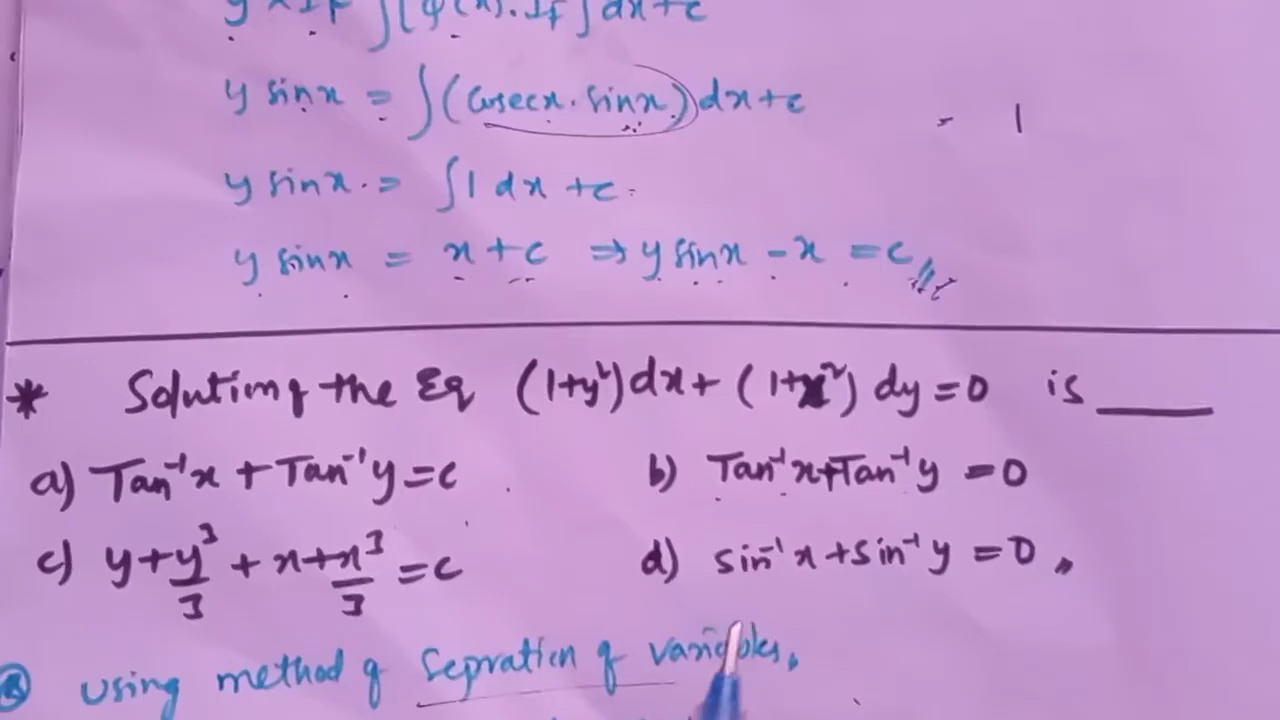 y sinx = ∫(cosecx · sinx) dx+c
- 1
y sinx = ∫1 dx +c
y sinx = x+c ⇒ y sinx - x = c //
* Solution of the Eq (1+y²)dx+ (1+x²) dy=0 is ____
a) Tan⁻¹x + Tan⁻¹y=c b) Tan⁻¹x+Tan⁻¹y =0
c) y+y³/3 + x+x³/3 =c d) sin⁻¹x+sin⁻¹y =0,
using method of Sepration of variables,